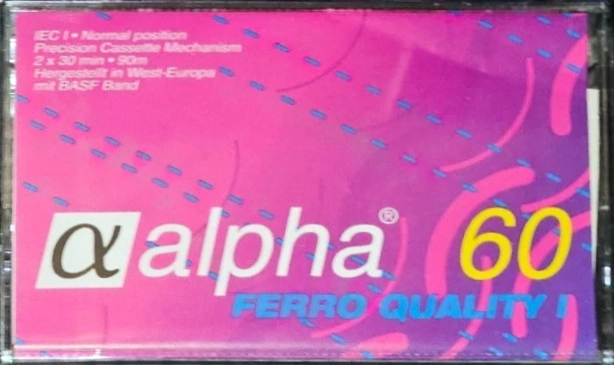 IEC I • Normal position
Precision Cassette Mechanism
2 x 30 min • 90m
Hergestellt in West-Europa
mit BASF Band
α alpha® 60
FERRO QUALITY I